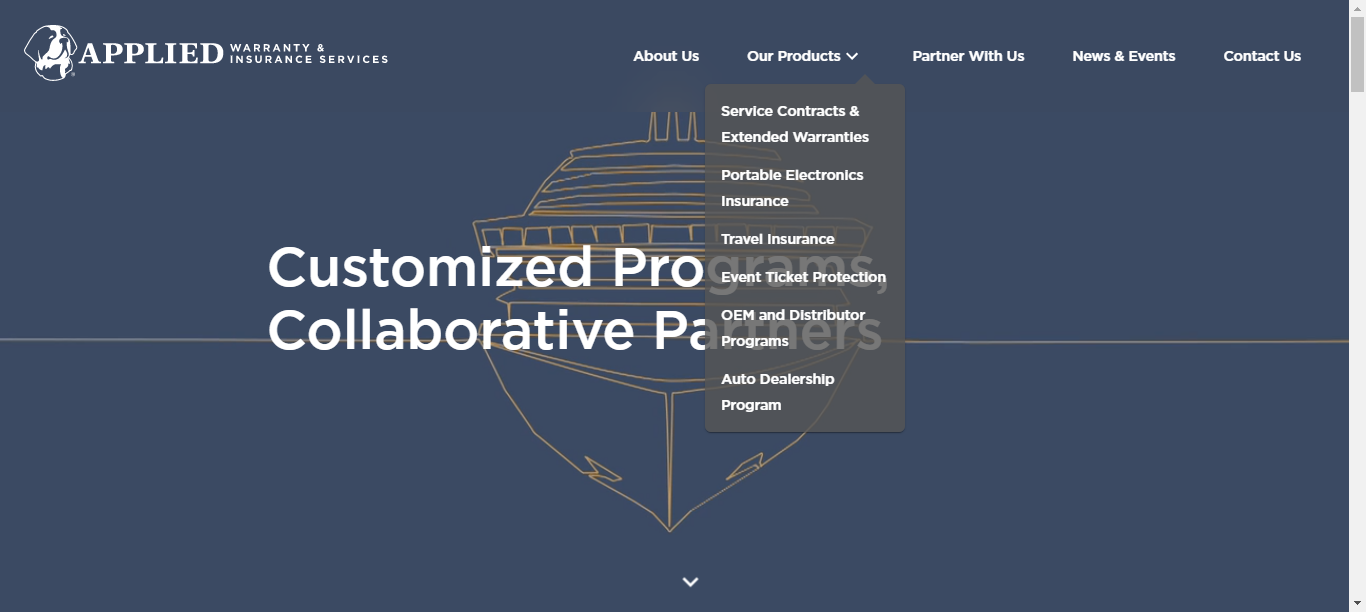 APPLIED WARRANTY &
INSURANCE SERVICES
About Us
Our Products
Partner With Us
News & Events
Contact Us
Service Contracts &
Extended Warranties
Portable Electronics
Insurance
Travel Insurance
Event Ticket Protection
OEM and Distributor
Programs
Auto Dealership
Program
Customized Programs,
Collaborative Partners